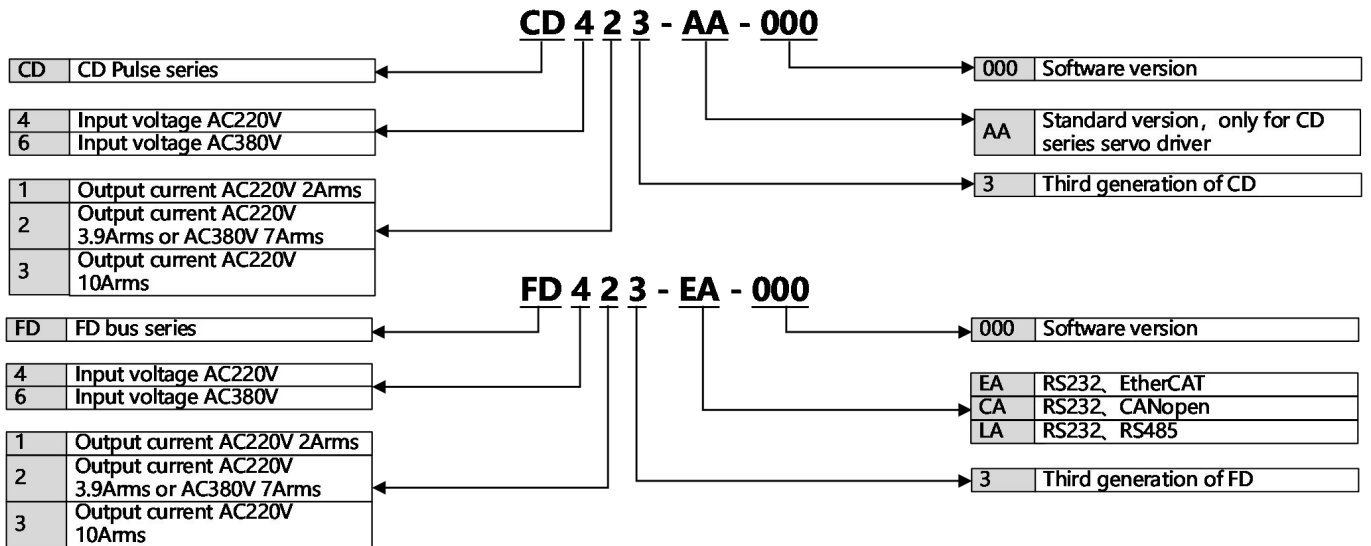 CD 4 2 3 - AA - 000
CD CD Pulse series
4 Input voltage AC220V
6 Input voltage AC380V
1 Output current AC220V 2Arms
2 Output current AC220V
3.9Arms or AC380V 7Arms
3 Output current AC220V
10Arms
000 Software version
AA Standard version，only for CD
series servo driver
3 Third generation of CD
FD 4 2 3 - EA - 000
FD FD bus series
4 Input voltage AC220V
6 Input voltage AC380V
1 Output current AC220V 2Arms
2 Output current AC220V
3.9Arms or AC380V 7Arms
3 Output current AC220V
10Arms
000 Software version
EA RS232、EtherCAT
CA RS232、CANopen
LA RS232、RS485
3 Third generation of FD